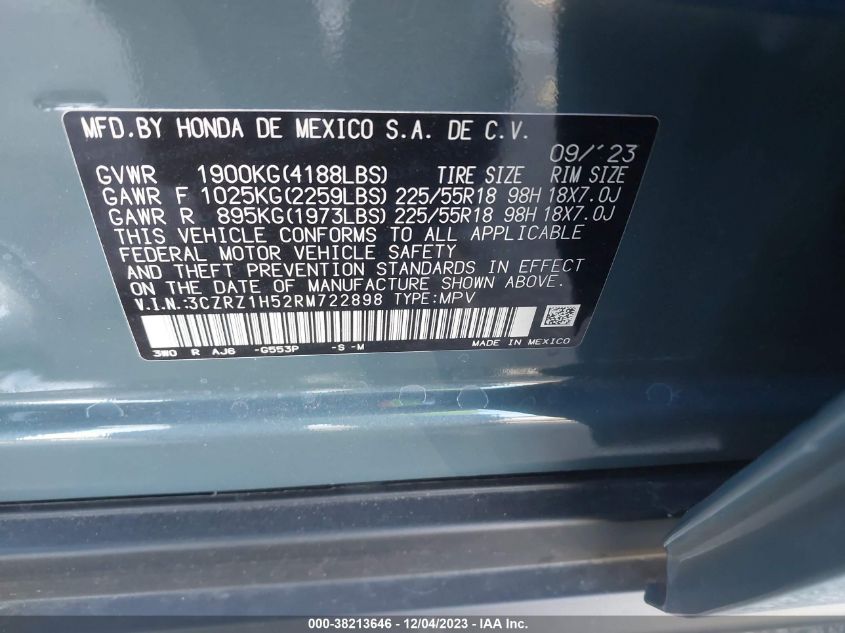 MFD.BY HONDA DE MEXICO S.A. DE C.V.
09/'23
GVWR 1900KG(4188LBS) TIRE SIZE RIM SIZE
GAWR F 1025KG(2259LBS) 225/55R18 98H 18X7.0J
GAWR R 895KG(1973LBS) 225/55R18 98H 18X7.0J
THIS VEHICLE CONFORMS TO ALL APPLICABLE
FEDERAL MOTOR VEHICLE SAFETY
AND THEFT PREVENTION STANDARDS IN EFFECT
ON THE DATE OF MANUFACTURE SHOWN ABOVE.
V.I.N.:3CZRZ1H52RM722898 TYPE:MPV
3W0 R AJ6 -G553P -S -M MADE IN MEXICO
000-38213646 - 12/04/2023 - IAA Inc.